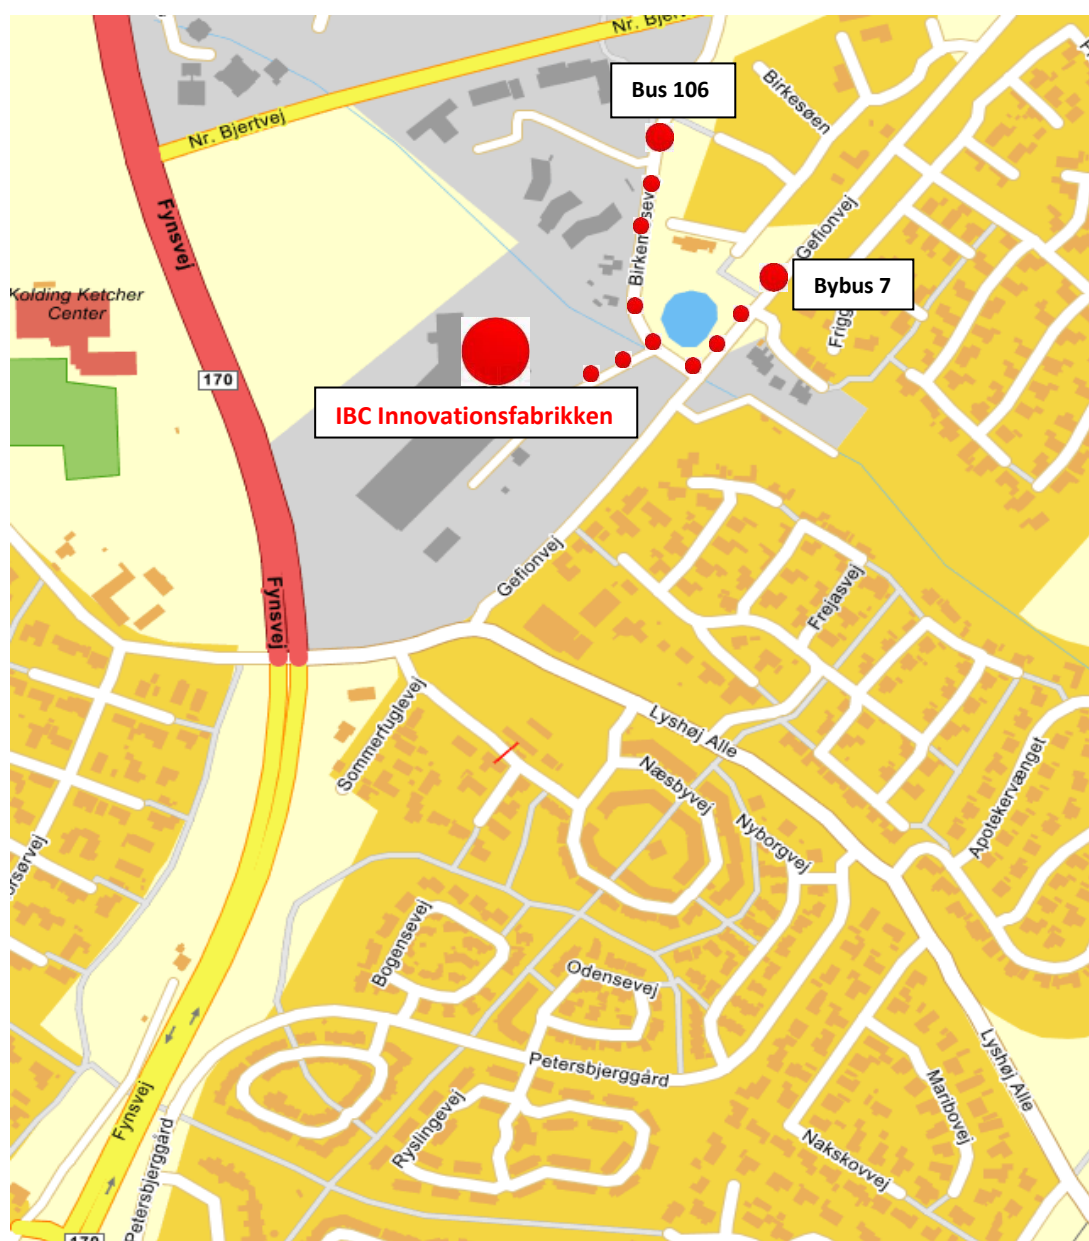 Nr. Bjert
Bus 106
Birkesøen
Nr. Bjertvej
Fynsvej
Gefionvej
Bybus 7
Kolding Ketcher
Center
170
IBC Innovationsfabrikken
Gefionvej
Frejasvej
Fynsvej
Sommerfuglevej
Lyshøj Alle
Næsbyvej
Nyborgvej
Apotekervænget
Bogensevej
Odensevej
Petersbjerggård
Lyshøj Alle
Maribovej
Fynsvej
Ryslingevej
Nakskovvej
Petersbjerggård
170